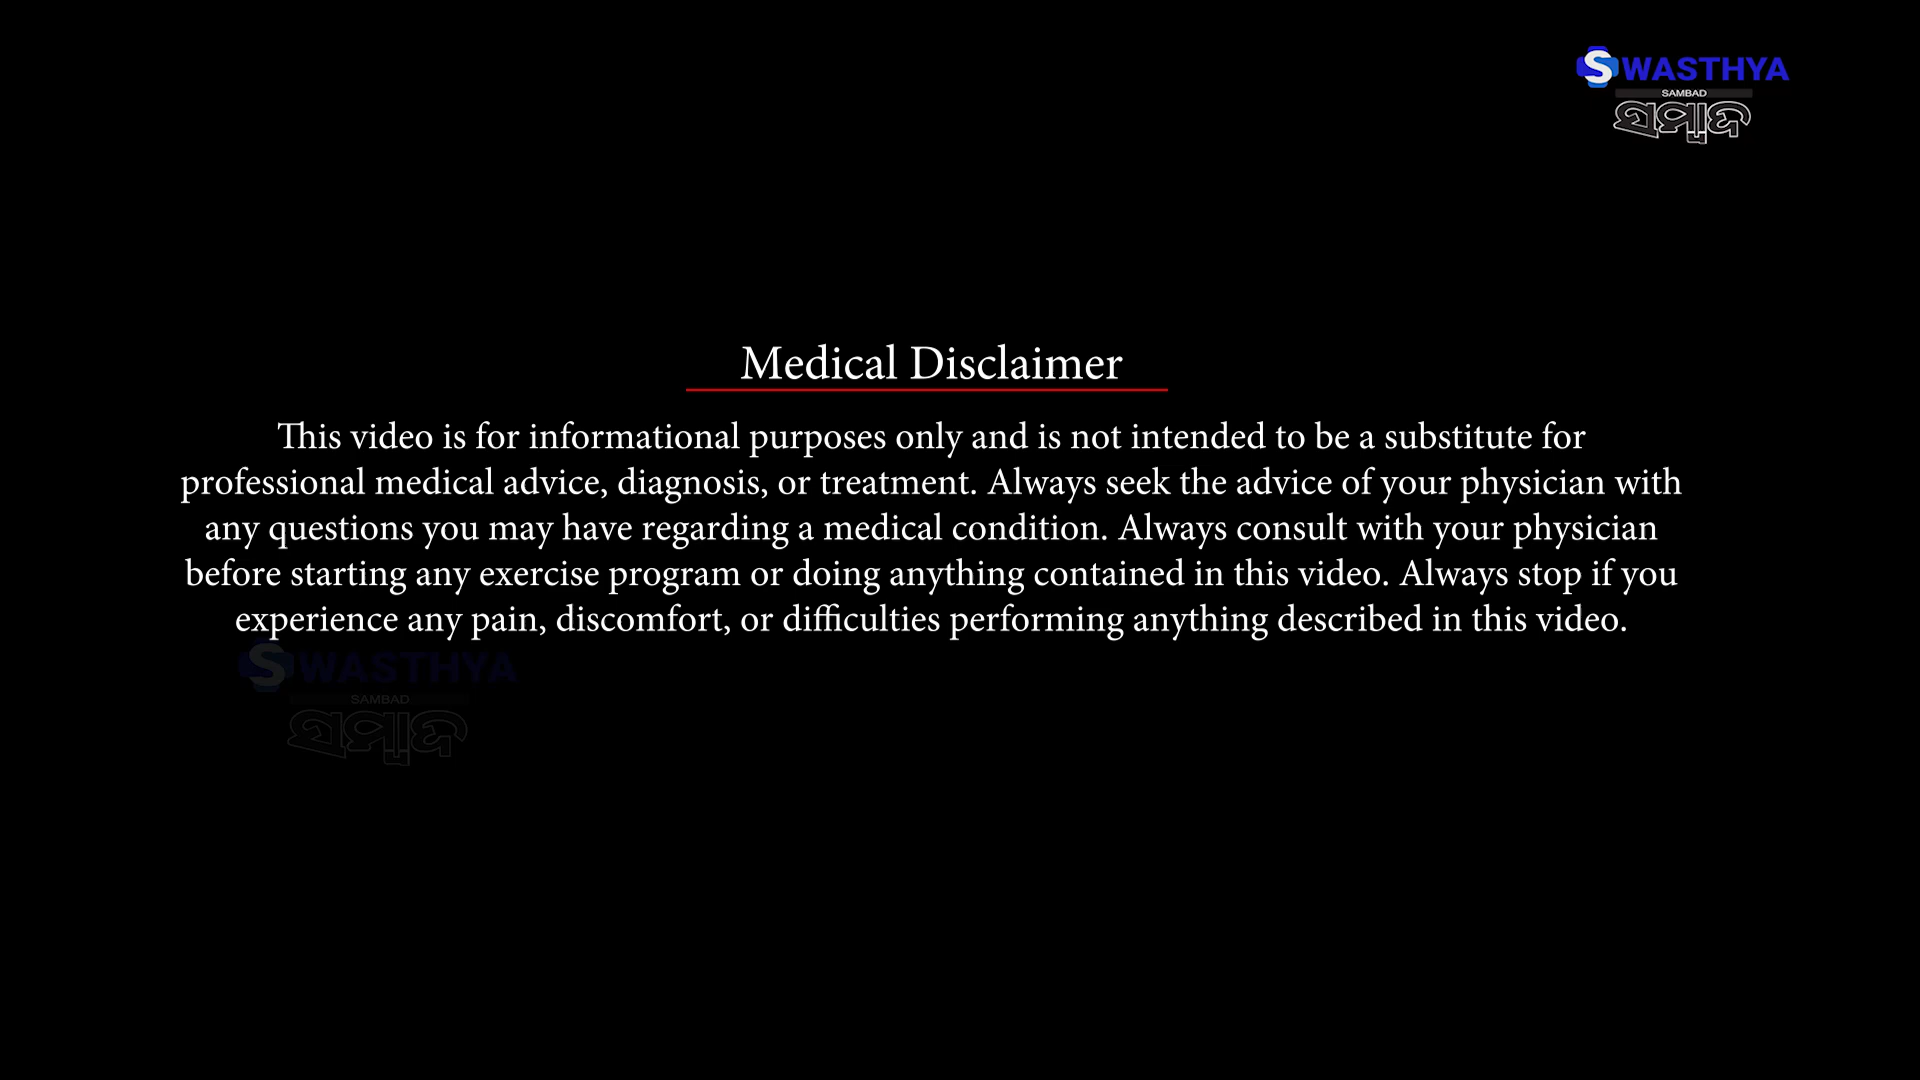 SWASTHYA
SAMBAD
ସମ୍ବାଦ
Medical Disclaimer
This video is for informational purposes only and is not intended to be a substitute for
professional medical advice, diagnosis, or treatment. Always seek the advice of your physician with
any questions you may have regarding a medical condition. Always consult with your physician
before starting any exercise program or doing anything contained in this video. Always stop if you
experience any pain, discomfort, or difficulties performing anything described in this video.
SWASTHYA
SAMBAD
ସମ୍ବାଦ